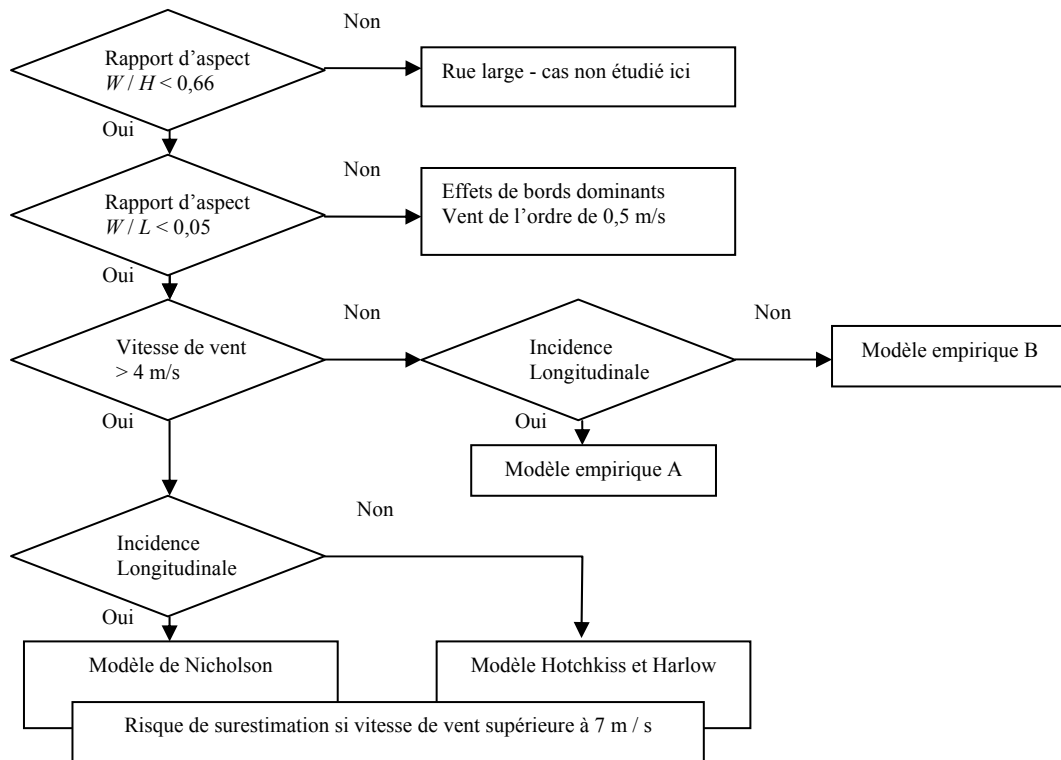 Non
Rapport d’aspect
W / H < 0,66
Rue large - cas non étudié ici
Oui
Non
Rapport d’aspect
W / L < 0,05
Effets de bords dominants
Vent de l’ordre de 0,5 m/s
Oui
Non
Non
Vitesse de vent
> 4 m/s
Incidence
Longitudinale
Modèle empirique B
Oui
Oui
Modèle empirique A
Non
Incidence
Longitudinale
Oui
Modèle de Nicholson
Modèle Hotchkiss et Harlow
Risque de surestimation si vitesse de vent supérieure à 7 m / s